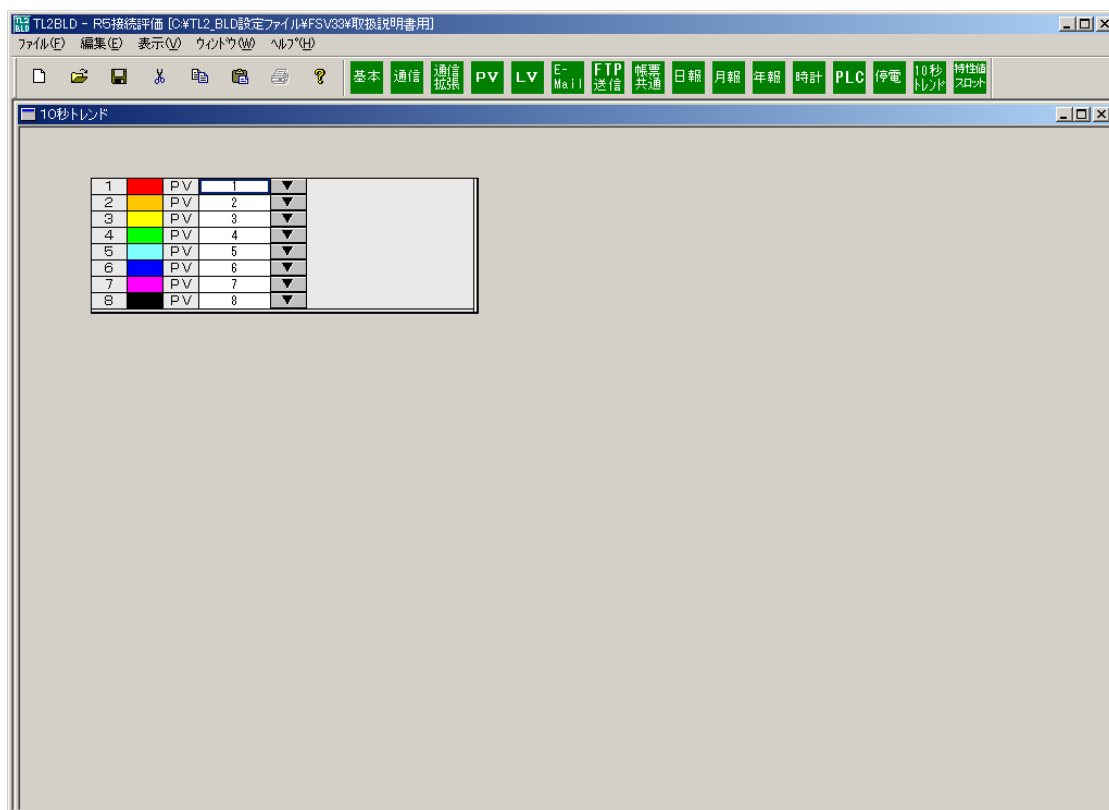 TL2BLD - R5接続評価 [C:¥TL2_BLD設定ファイル¥FSV33¥取扱説明書用]
ファイル(F) 編集(E) 表示(V) ウィンドウ(W) ヘルプ(H)
基本 通信 通信拡張 PV LV E-Mail FTP送信 帳票共通 日報 月報 年報 時計 PLC 停電 10秒トレンド 特性値スロット
10秒トレンド
1 PV 1 ▼
2 PV 2 ▼
3 PV 3 ▼
4 PV 4 ▼
5 PV 5 ▼
6 PV 6 ▼
7 PV 7 ▼
8 PV 8 ▼